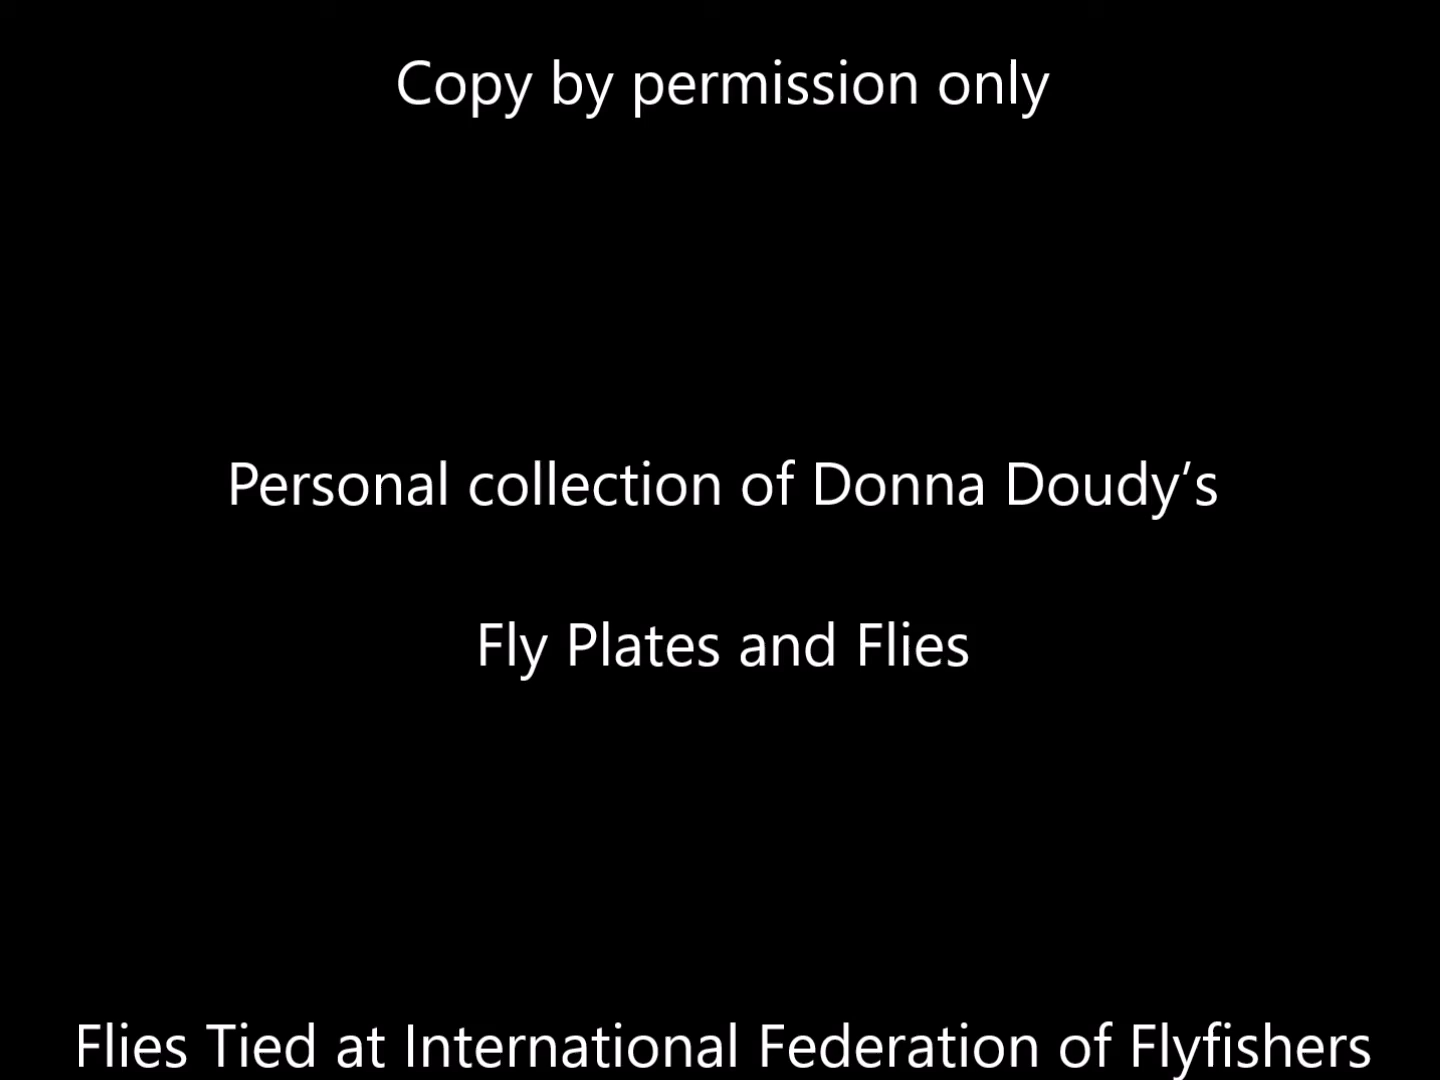 Copy by permission only
Personal collection of Donna Doudy’s
Fly Plates and Flies
Flies Tied at International Federation of Flyfishers